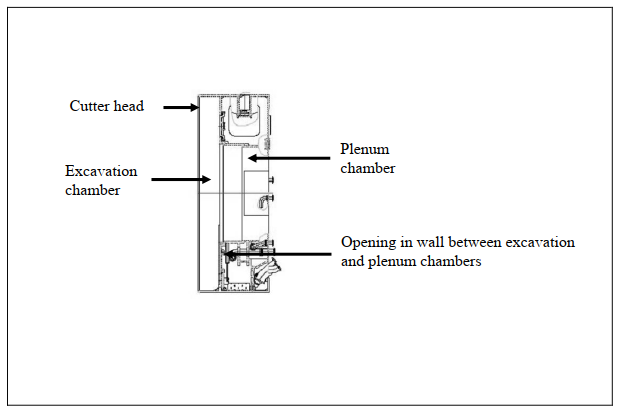 Cutter head
Excavation
chamber
Plenum
chamber
Opening in wall between excavation
and plenum chambers